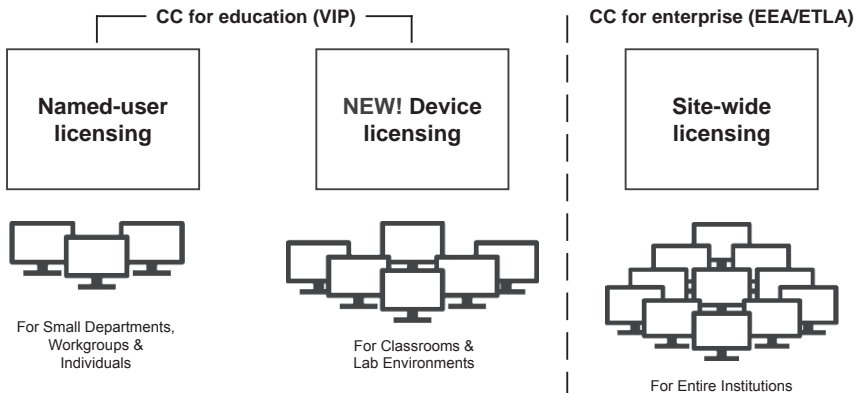 CC for education (VIP)
CC for enterprise (EEA/ETLA)
Named-user
licensing
NEW! Device
licensing
Site-wide
licensing
For Small Departments,
Workgroups &
Individuals
For Classrooms &
Lab Environments
For Entire Institutions